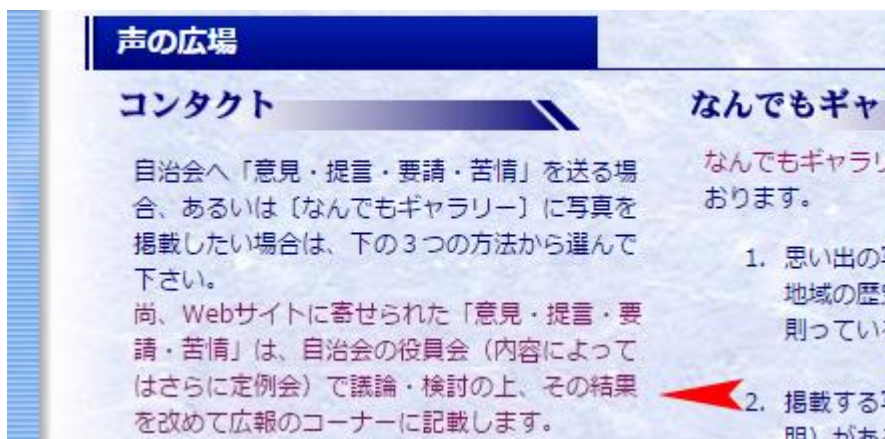 声の広場
コンタクト
自治会へ「意見・提言・要請・苦情」を送る場
合、あるいは〔なんでもギャラリー〕に写真を
掲載したい場合は、下の３つの方法から選んで
下さい。
尚、Webサイトに寄せられた「意見・提言・要
請・苦情」は、自治会の役員会（内容によって
はさらに定例会）で議論・検討の上、その結果
を改めて広報のコーナーに記載します。
なんでもギャ
なんでもギャラリ
おります。
1. 思い出の
地域の歴
則ってい
2. 掲載する